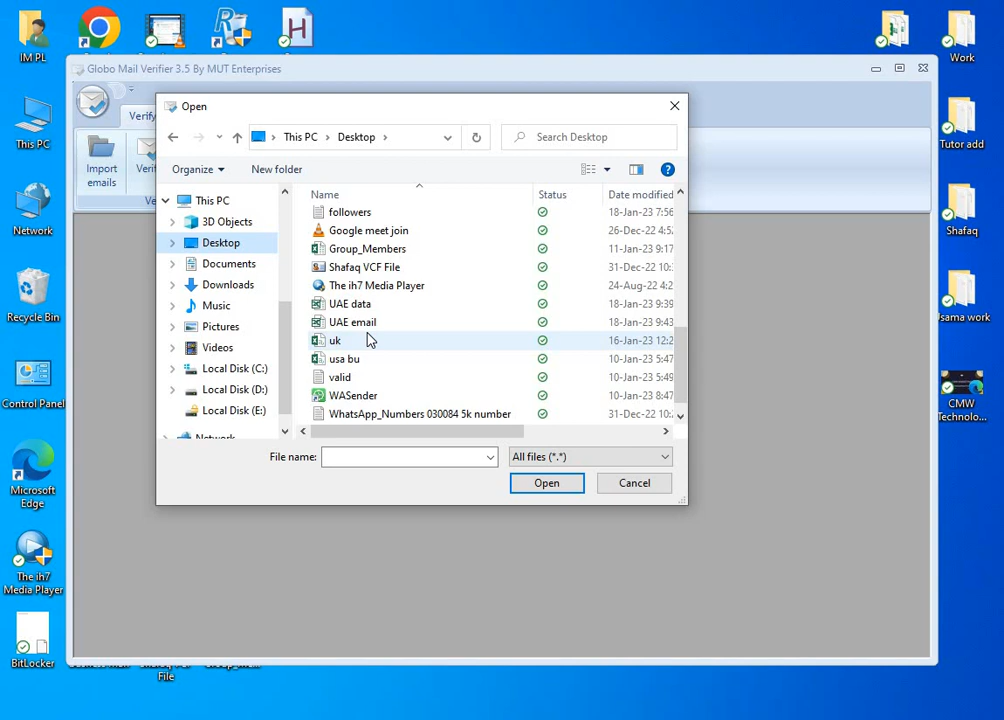 IM PL
Work
Globo Mail Verifier 3.5 By MUT Enterprises
Open
This PC
Verify
This PC
Desktop
Search Desktop
Tutor add
Import
emails
Organize
New folder
Name
Status
Date modified
This PC
3D Objects
Desktop
Documents
Downloads
Music
Pictures
Videos
Local Disk (C:)
Local Disk (D:)
Local Disk (E:)
followers
18-Jan-23 7:56
Google meet join
26-Dec-22 4:5
Group_Members
11-Jan-23 9:17
Shafaq VCF File
31-Dec-22 10:
The ih7 Media Player
24-Aug-22 4:2
UAE data
18-Jan-23 9:39
UAE email
18-Jan-23 9:43
uk
16-Jan-23 12:2
usa bu
10-Jan-23 5:47
valid
10-Jan-23 5:49
WASender
10-Jan-23 8:47
WhatsApp_Numbers 030084 5k number
31-Dec-22 10:
Network
Shafaq
Recycle Bin
Usama work
Control Panel
CMW
Technolo...
File name:
All files (*.*)
Open
Cancel
Microsoft
Edge
The ih7
Media Player
BitLocker
File